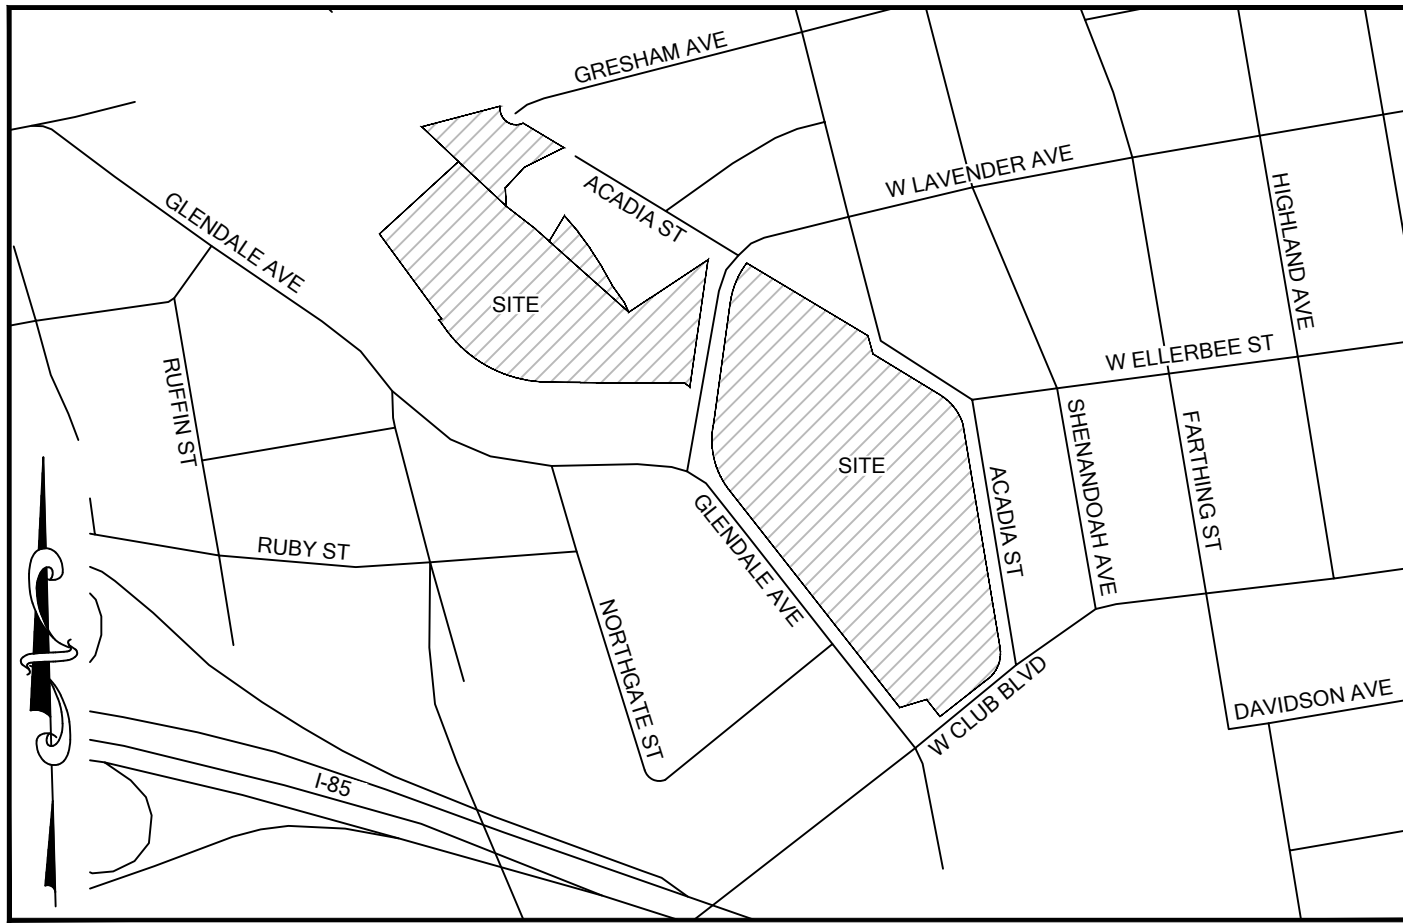 GRESHAM AVE
W LAVENDER AVE
ACADIA ST
HIGHLAND AVE
GLENDALE AVE
SITE
W ELLERBEE ST
RUFFIN ST
SHENANDOAH AVE
FARTHING ST
SITE
ACADIA ST
GLENDALE AVE
RUBY ST
NORTHGATE ST
W CLUB BLVD
DAVIDSON AVE
I-85